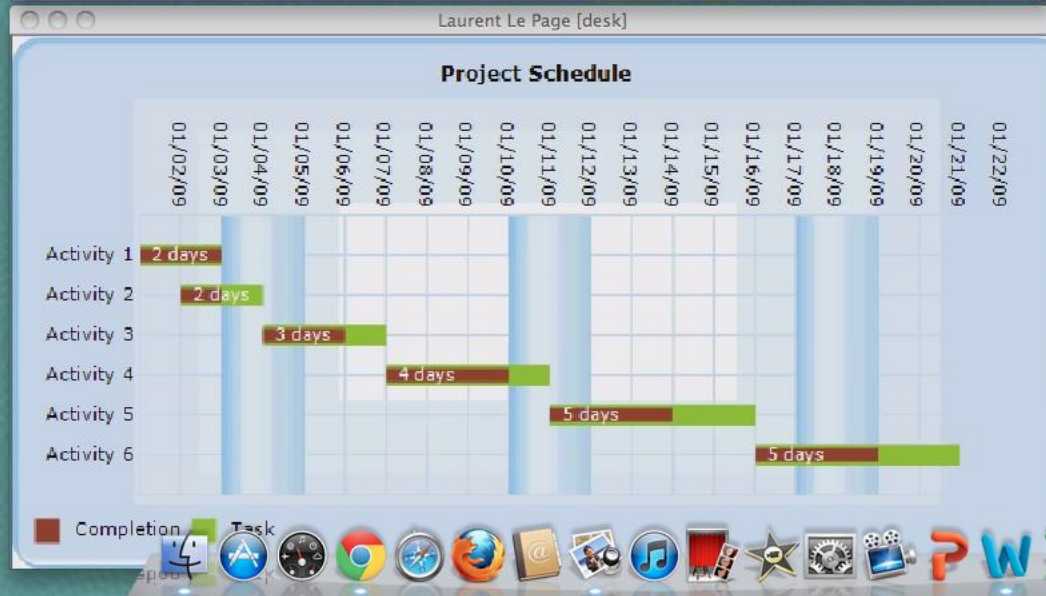 Laurent Le Page [desk]
Project Schedule
01/02/09 01/03/09 01/04/09 01/05/09 01/06/09 01/07/09 01/08/09 01/09/09 01/10/09 01/11/09 01/12/09 01/13/09 01/14/09 01/15/09 01/16/09 01/17/09 01/18/09 01/19/09 01/20/09 01/21/09 01/22/09
Activity 1 2 days
Activity 2 2 days
Activity 3 3 days
Activity 4 4 days
Activity 5 5 days
Activity 6 5 days
Completion Task